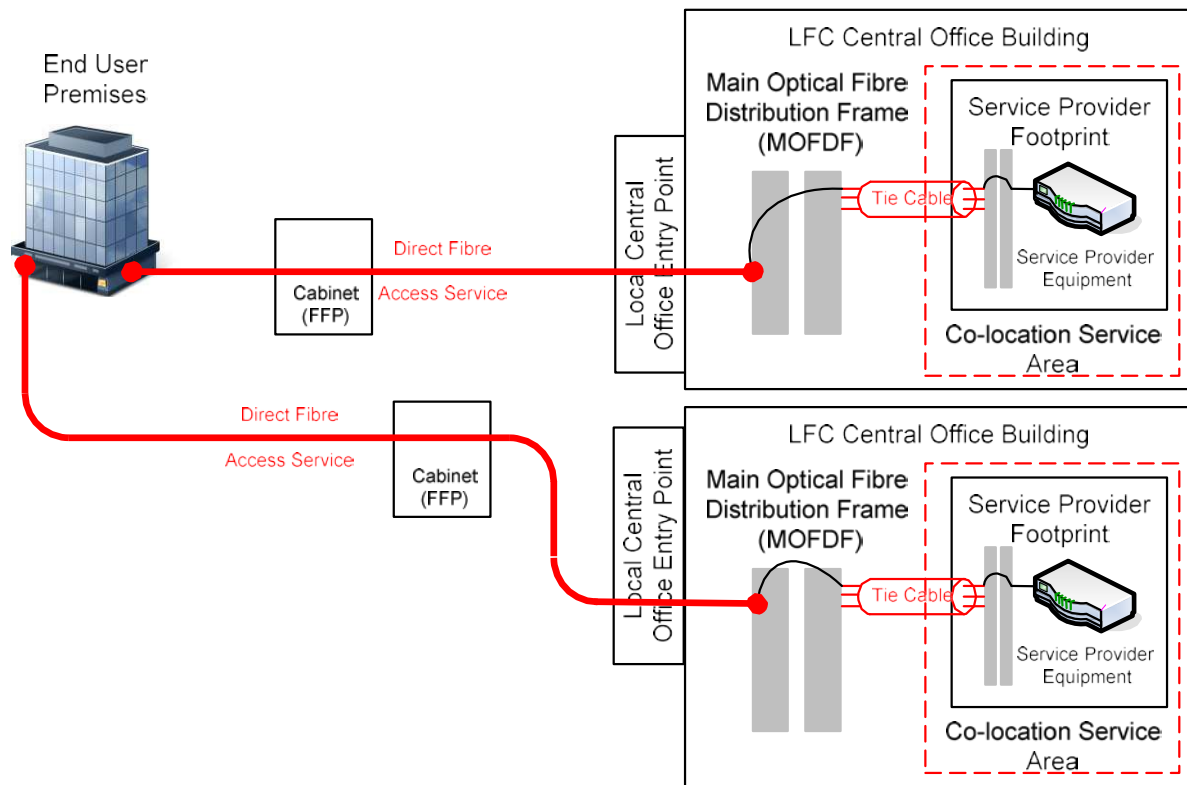 End User
Premises
Direct Fibre
Access Service
Cabinet
(FFP)
Local Central
Office Entry Point
LFC Central Office Building
Main Optical Fibre
Distribution Frame
(MOFDF)
Tie Cable
Service Provider
Footprint
Service Provider
Equipment
Co-location Service
Area
Direct Fibre
Access Service
Cabinet
(FFP)
Local Central
Office Entry Point
LFC Central Office Building
Main Optical Fibre
Distribution Frame
(MOFDF)
Tie Cable
Service Provider
Footprint
Service Provider
Equipment
Co-location Service
Area